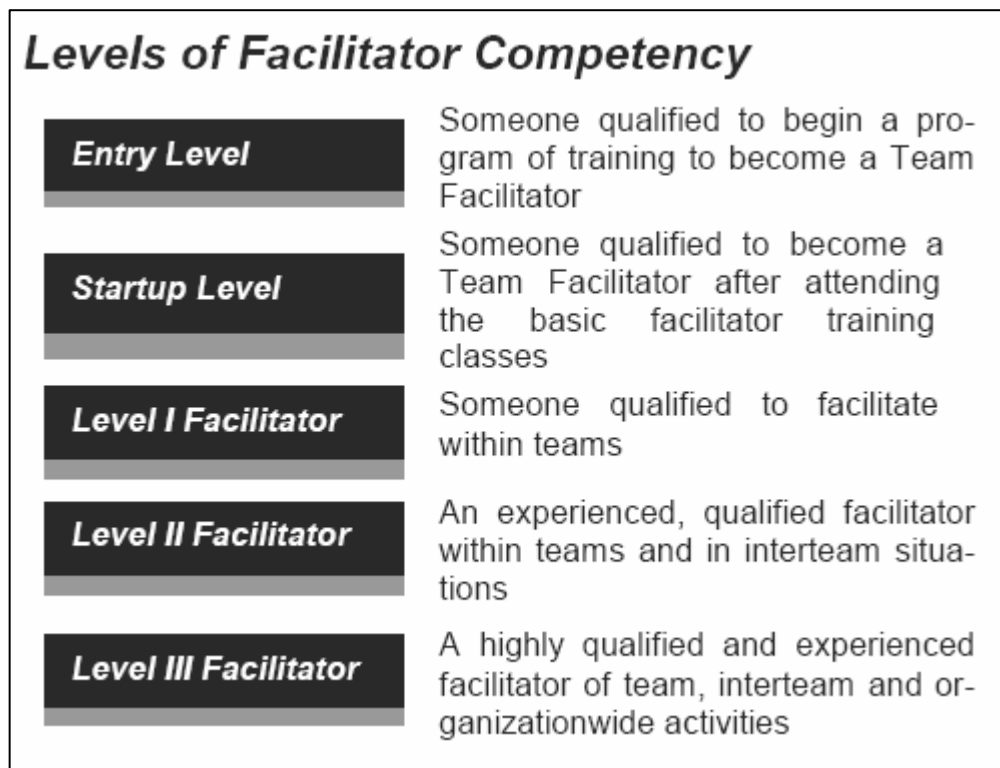 Levels of Facilitator Competency
Entry Level
Someone qualified to begin a pro-
gram of training to become a Team
Facilitator
Startup Level
Someone qualified to become a
Team Facilitator after attending
the basic facilitator training
classes
Level I Facilitator
Someone qualified to facilitate
within teams
Level II Facilitator
An experienced, qualified facilitator
within teams and in interteam situa-
tions
Level III Facilitator
A highly qualified and experienced
facilitator of team, interteam and or-
ganizationwide activities